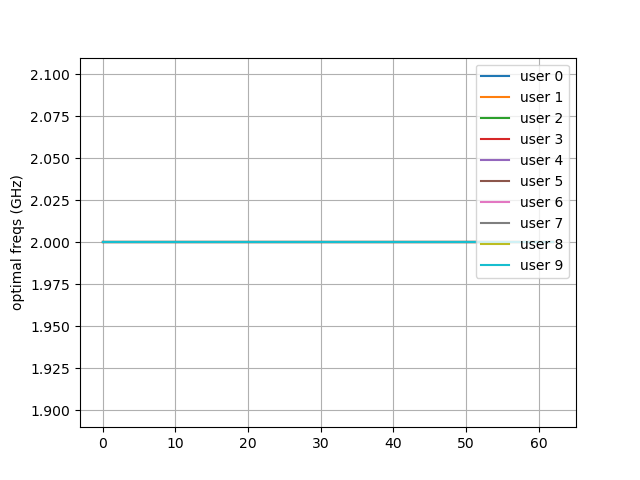 2.100
2.075
2.050
2.025
2.000
1.975
1.950
1.925
1.900
optimal freqs (GHz)
0 10 20 30 40 50 60
user 0
user 1
user 2
user 3
user 4
user 5
user 6
user 7
user 8
user 9